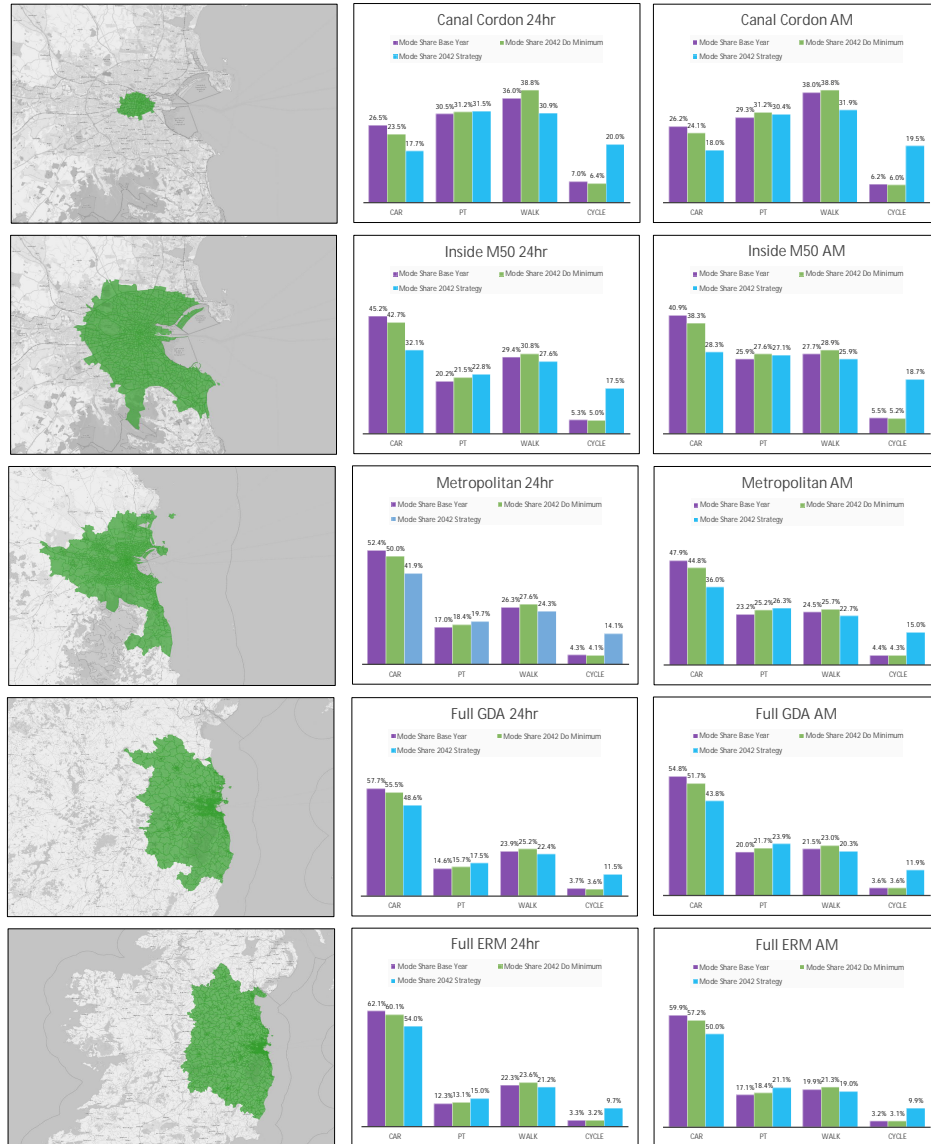 Canal Cordon 24hr
Mode Share Base Year Mode Share 2042 Do Minimum
Mode Share 2042 Strategy
26.5% 23.5% 17.7% 30.5% 31.2% 31.5% 36.0% 38.8% 30.9% 7.0% 6.4% 20.0%
CAR PT WALK CYCLE
Canal Cordon AM
Mode Share Base Year Mode Share 2042 Do Minimum
Mode Share 2042 Strategy
26.2% 24.1% 18.0% 29.3% 31.2% 30.4% 38.0% 38.8% 31.9% 6.2% 6.0% 19.5%
CAR PT WALK CYCLE
Inside M50 24hr
Mode Share Base Year Mode Share 2042 Do Minimum
Mode Share 2042 Strategy
45.2% 42.7% 32.1% 20.2% 21.5% 22.8% 29.4% 30.8% 27.6% 5.3% 5.0% 17.5%
CAR PT WALK CYCLE
Inside M50 AM
Mode Share Base Year Mode Share 2042 Do Minimum
Mode Share 2042 Strategy
40.9% 38.3% 28.3% 25.9% 27.6% 27.1% 27.7% 28.9% 25.9% 5.5% 5.2% 18.7%
CAR PT WALK CYCLE
Metropolitan 24hr
Mode Share Base Year Mode Share 2042 Do Minimum
Mode Share 2042 Strategy
52.4% 50.0% 41.9% 17.0% 18.4% 19.7% 26.3% 27.6% 24.3% 4.3% 4.1% 14.1%
CAR PT WALK CYCLE
Metropolitan AM
Mode Share Base Year Mode Share 2042 Do Minimum
Mode Share 2042 Strategy
47.9% 44.8% 36.0% 23.2% 25.2% 26.3% 24.5% 25.7% 22.7% 4.4% 4.3% 15.0%
CAR PT WALK CYCLE
Full GDA 24hr
Mode Share Base Year Mode Share 2042 Do Minimum
Mode Share 2042 Strategy
57.7% 55.5% 48.6% 14.6% 15.7% 17.5% 23.9% 25.2% 22.4% 3.7% 3.6% 11.5%
CAR PT WALK CYCLE
Full GDA AM
Mode Share Base Year Mode Share 2042 Do Minimum
Mode Share 2042 Strategy
54.8% 51.7% 43.8% 20.0% 21.7% 23.9% 21.5% 23.0% 20.3% 3.6% 3.6% 11.9%
CAR PT WALK CYCLE
Full ERM 24hr
Mode Share Base Year Mode Share 2042 Do Minimum
Mode Share 2042 Strategy
62.1% 60.1% 54.0% 12.3% 13.1% 15.0% 22.3% 23.6% 21.2% 3.3% 3.2% 9.7%
CAR PT WALK CYCLE
Full ERM AM
Mode Share Base Year Mode Share 2042 Do Minimum
Mode Share 2042 Strategy
59.9% 57.2% 50.0% 17.1% 18.4% 21.1% 19.9% 21.3% 19.0% 3.2% 3.1% 9.9%
CAR PT WALK CYCLE